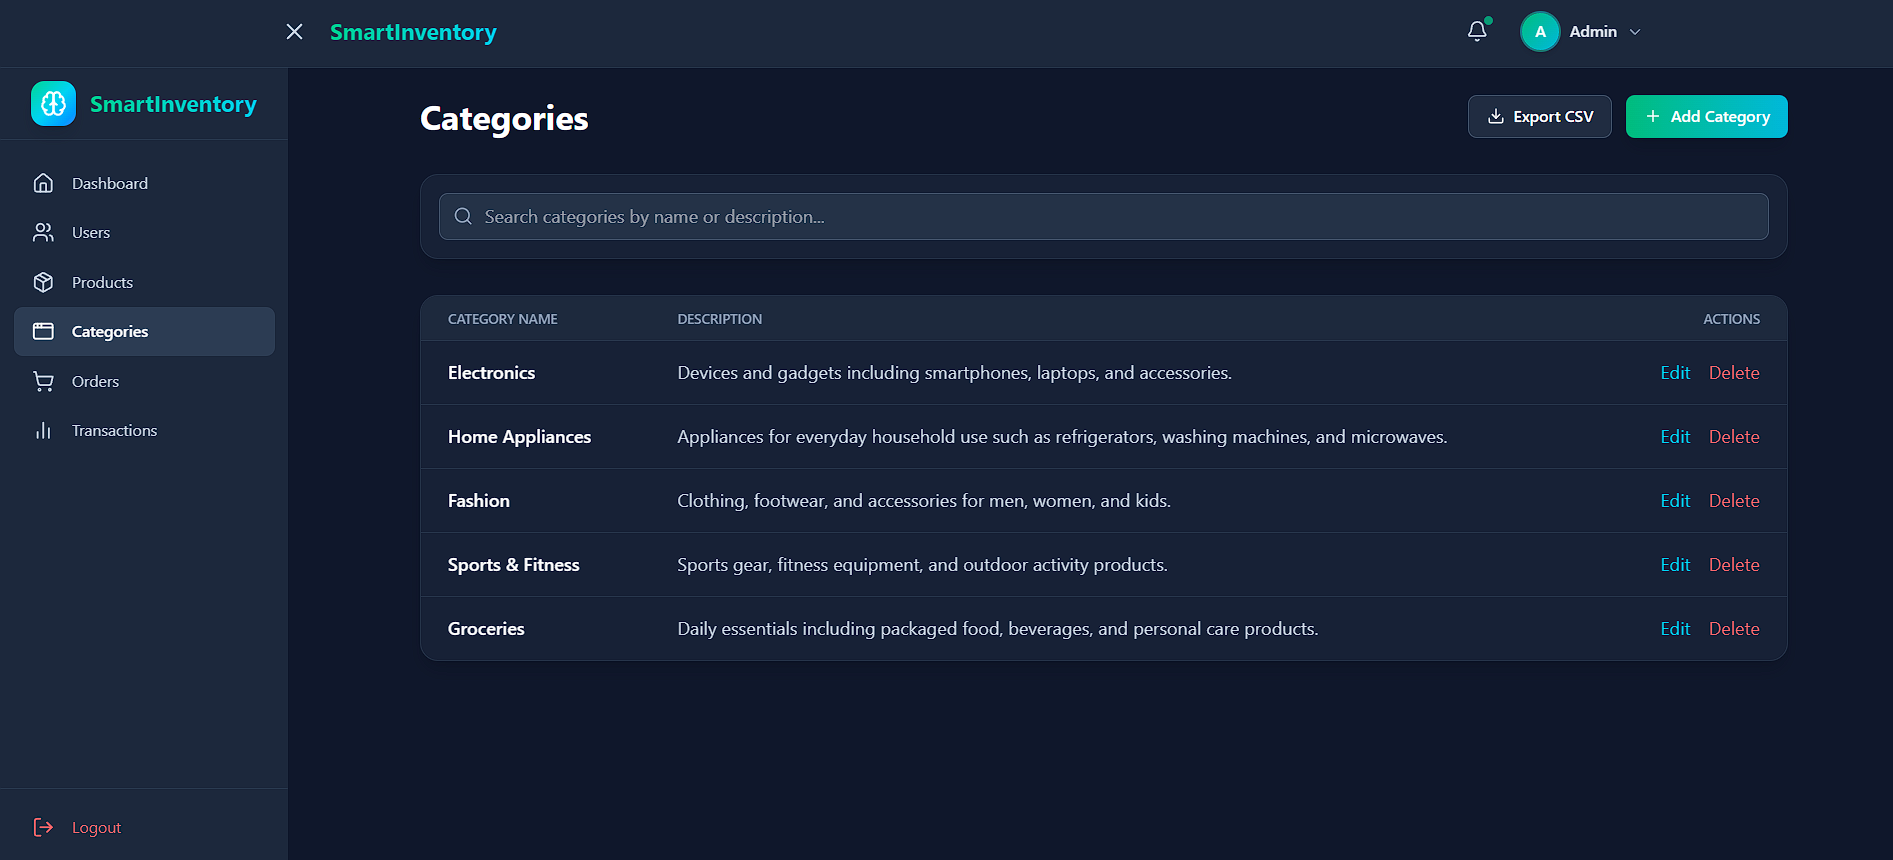 SmartInventory
A Admin
SmartInventory
Dashboard
Users
Products
Categories
Orders
Transactions
Logout
Categories
Export CSV
+ Add Category
Search categories by name or description...
CATEGORY NAME DESCRIPTION ACTIONS
Electronics Devices and gadgets including smartphones, laptops, and accessories. Edit Delete
Home Appliances Appliances for everyday household use such as refrigerators, washing machines, and microwaves. Edit Delete
Fashion Clothing, footwear, and accessories for men, women, and kids. Edit Delete
Sports & Fitness Sports gear, fitness equipment, and outdoor activity products. Edit Delete
Groceries Daily essentials including packaged food, beverages, and personal care products. Edit Delete